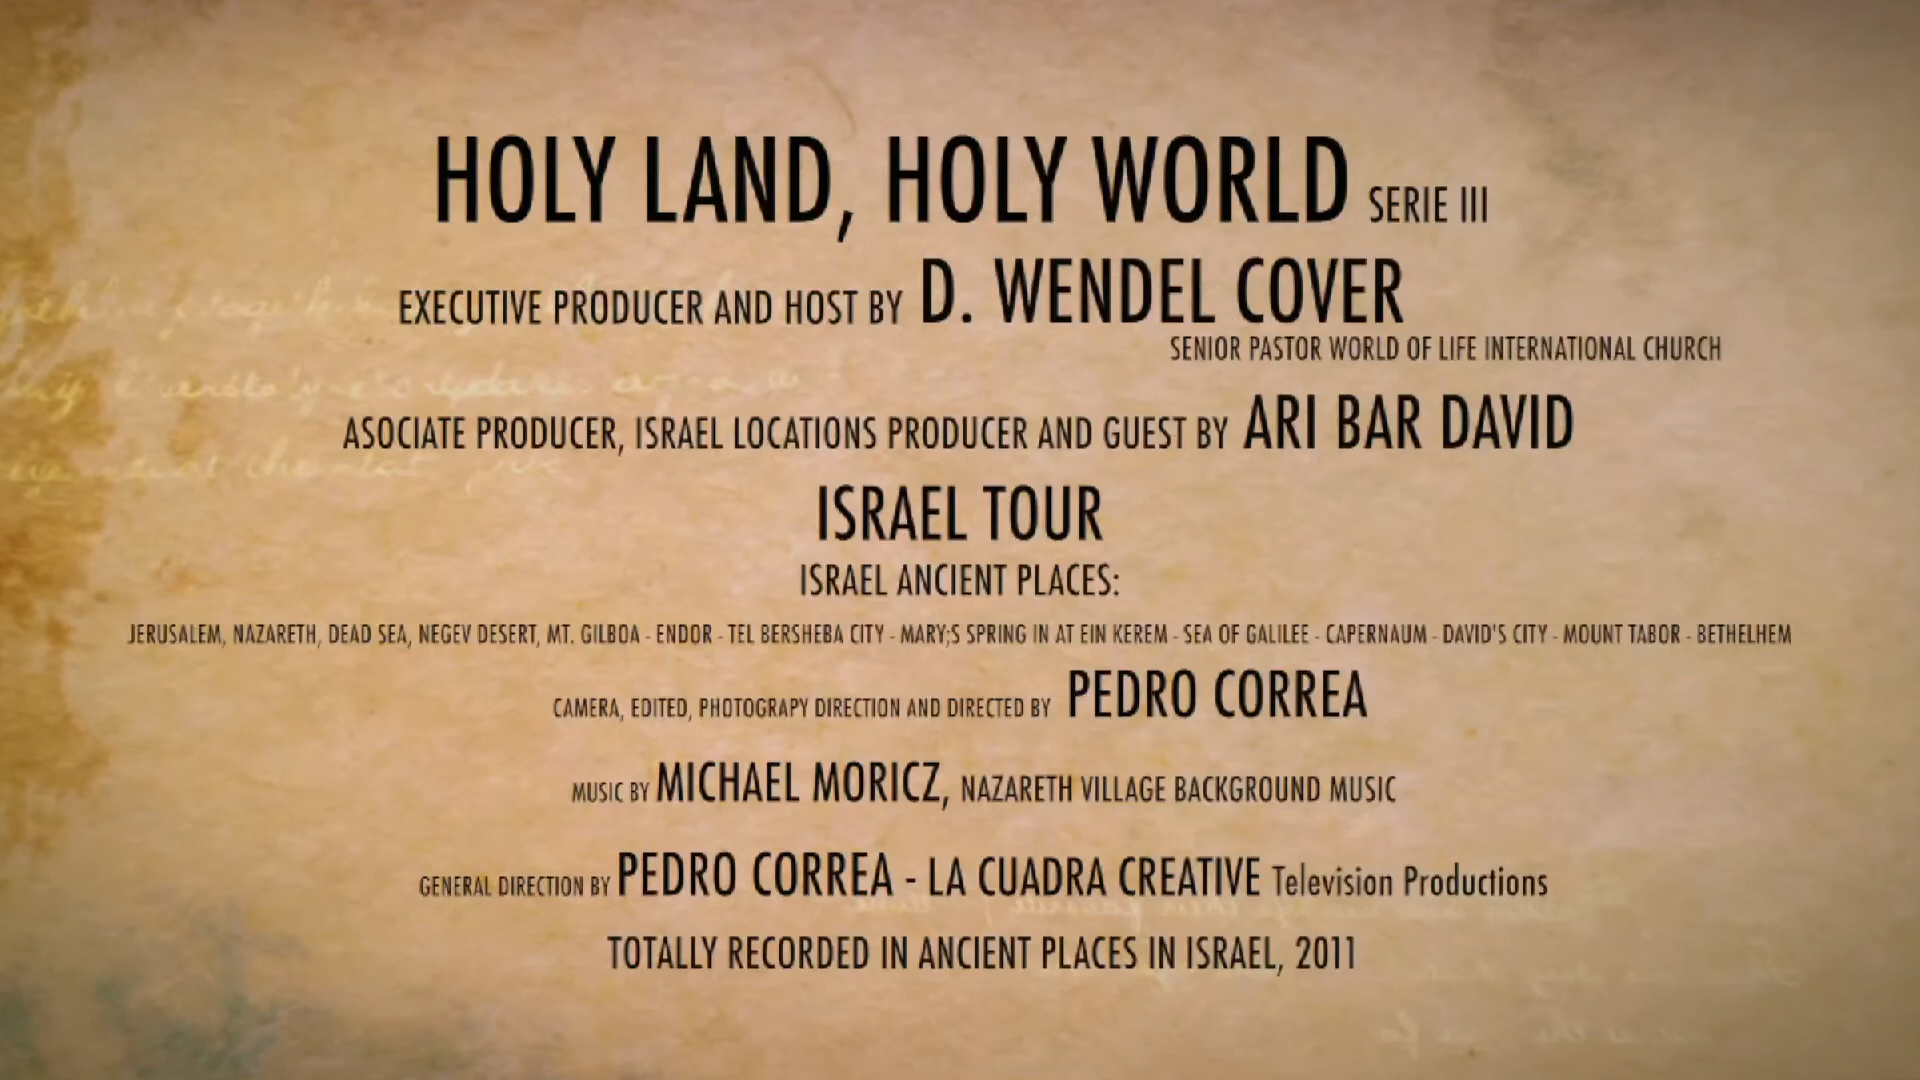 HOLY LAND, HOLY WORLD SERIE III
EXECUTIVE PRODUCER AND HOST BY D. WENDEL COVER
SENIOR PASTOR WORLD OF LIFE INTERNATIONAL CHURCH
ASOCIATE PRODUCER, ISRAEL LOCATIONS PRODUCER AND GUEST BY ARI BAR DAVID
ISRAEL TOUR
ISRAEL ANCIENT PLACES:
JERUSALEM, NAZARETH, DEAD SEA, NEGEV DESERT, MT. GILBOA - ENDOR - TEL BERSHEBA CITY - MARY;S SPRING IN AT EIN KEREM - SEA OF GALILEE - CAPERNAUM - DAVID'S CITY - MOUNT TABOR - BETHELHEM
CAMERA, EDITED, PHOTOGRAPY DIRECTION AND DIRECTED BY PEDRO CORREA
MUSIC BY MICHAEL MORICZ, NAZARETH VILLAGE BACKGROUND MUSIC
GENERAL DIRECTION BY PEDRO CORREA - LA CUADRA CREATIVE Television Productions
TOTALLY RECORDED IN ANCIENT PLACES IN ISRAEL, 2011